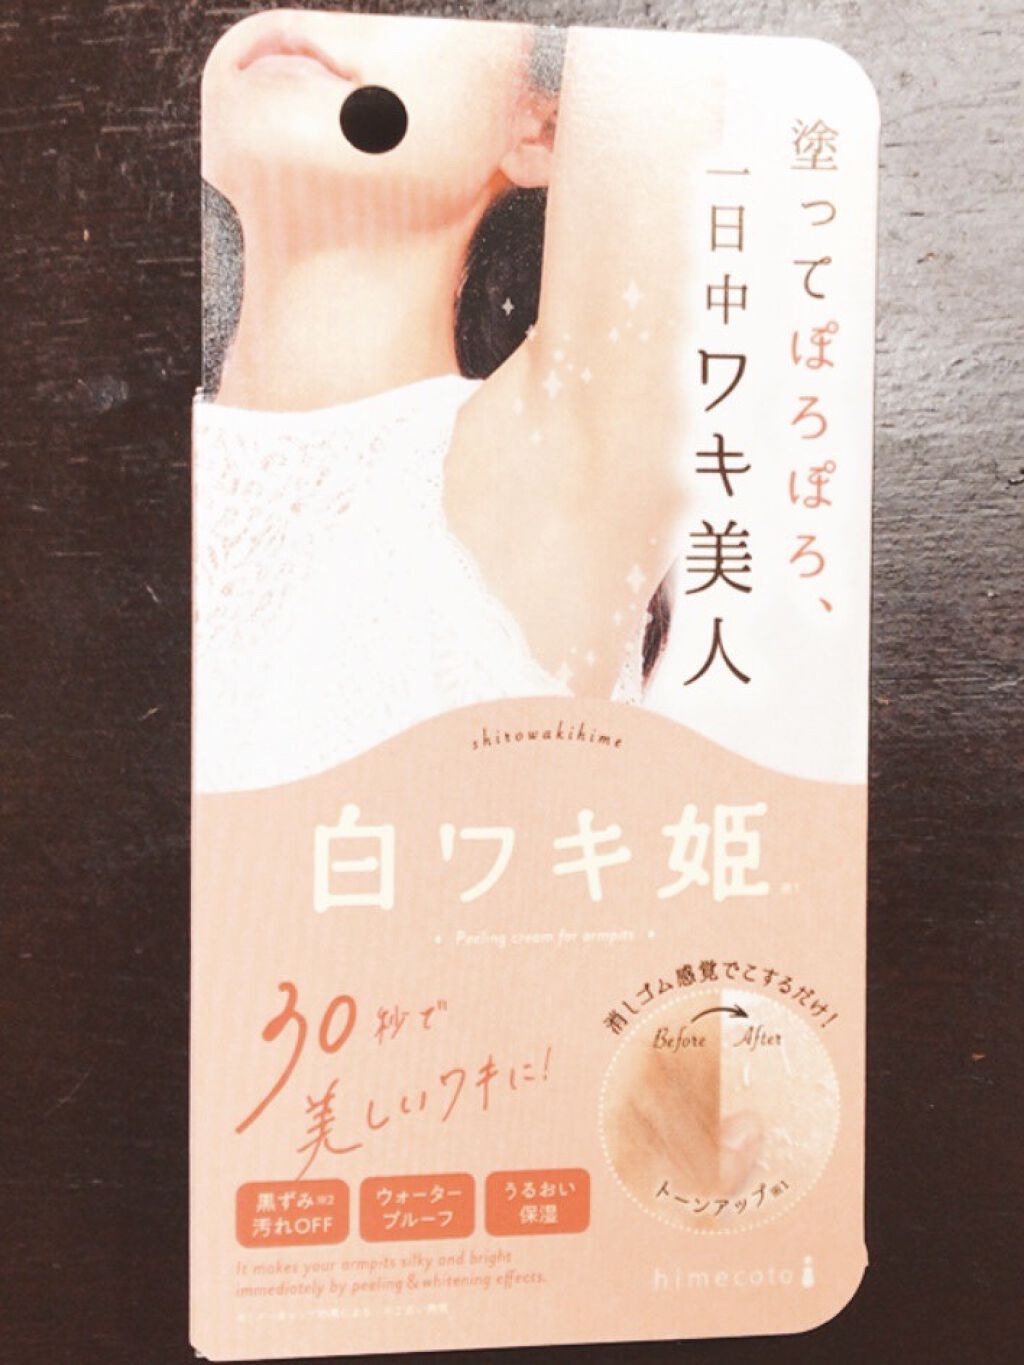 塗ってぽろぽろ、
一日中ワキ美人
shirowakihime
白ワキ姫※1
Peeling cream for armpits
30秒で
美しいワキに!
消しゴム感覚でこするだけ!
Before
After
トーンアップ※1
黒ずみ※2
汚れOFF
ウォーター
プルーフ
うるおい
保湿
It makes your armpits silky and bright
immediately by peeling & whitening effects.
himecoto